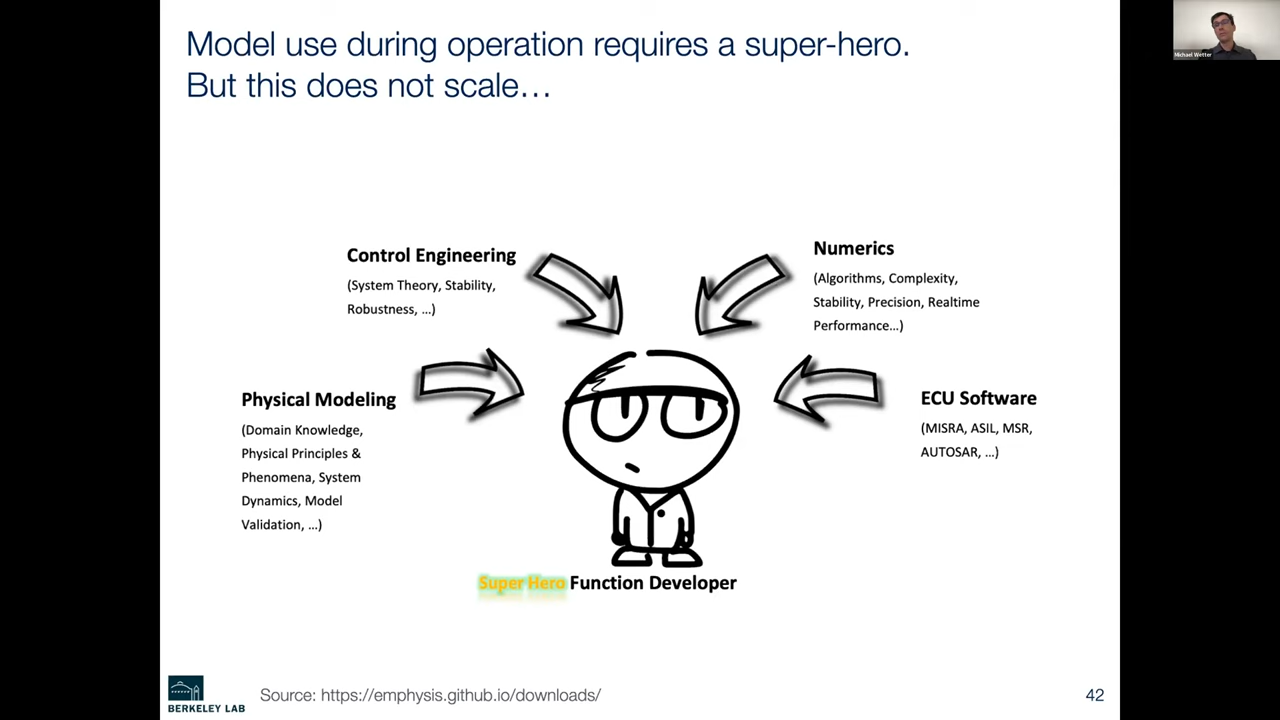 Model use during operation requires a super-hero.
But this does not scale…
Michael Wetter
Control Engineering
(System Theory, Stability,
Robustness, …)
Numerics
(Algorithms, Complexity,
Stability, Precision, Realtime
Performance…)
Physical Modeling
(Domain Knowledge,
Physical Principles &
Phenomena, System
Dynamics, Model
Validation, …)
ECU Software
(MISRA, ASIL, MSR,
AUTOSAR, …)
Super Hero Function Developer
BERKELEY LAB
Source: https://emphysis.github.io/downloads/
42